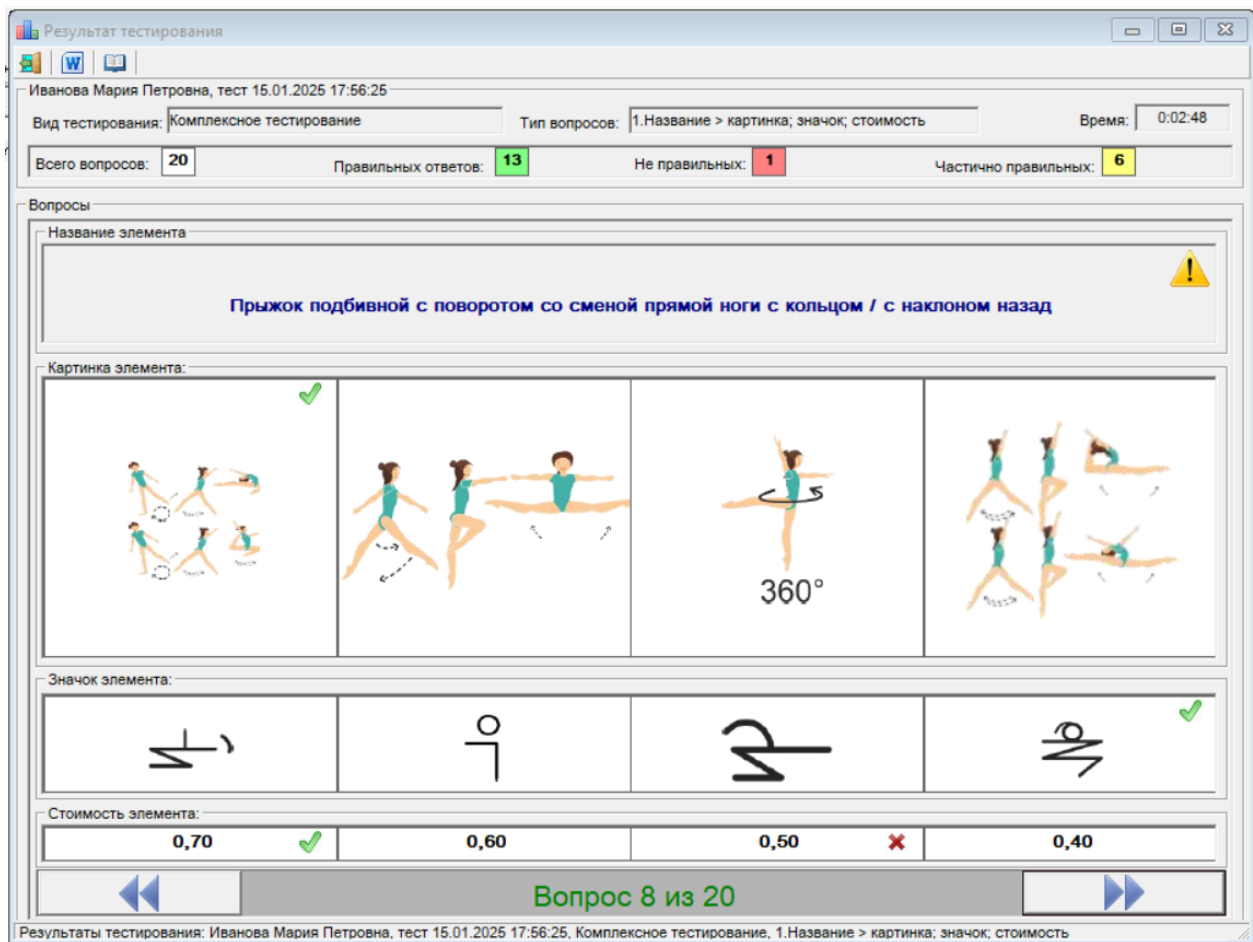 Результат тестирования
W
Иванова Мария Петровна, тест 15.01.2025 17:56:25
Вид тестирования: Комплексное тестирование Тип вопросов: 1.Название > картинка; значок; стоимость Время: 0:02:48
Всего вопросов: 20 Правильных ответов: 13 Не правильных: 1 Частично правильных: 6
Вопросы
Название элемента
Прыжок подбивной с поворотом со сменой прямой ноги с кольцом / с наклоном назад
Картинка элемента:
360°
Значок элемента:
Стоимость элемента:
0,70 0,60 0,50 0,40
Вопрос 8 из 20
Результаты тестирования: Иванова Мария Петровна, тест 15.01.2025 17:56:25, Комплексное тестирование, 1.Название > картинка; значок; стоимость